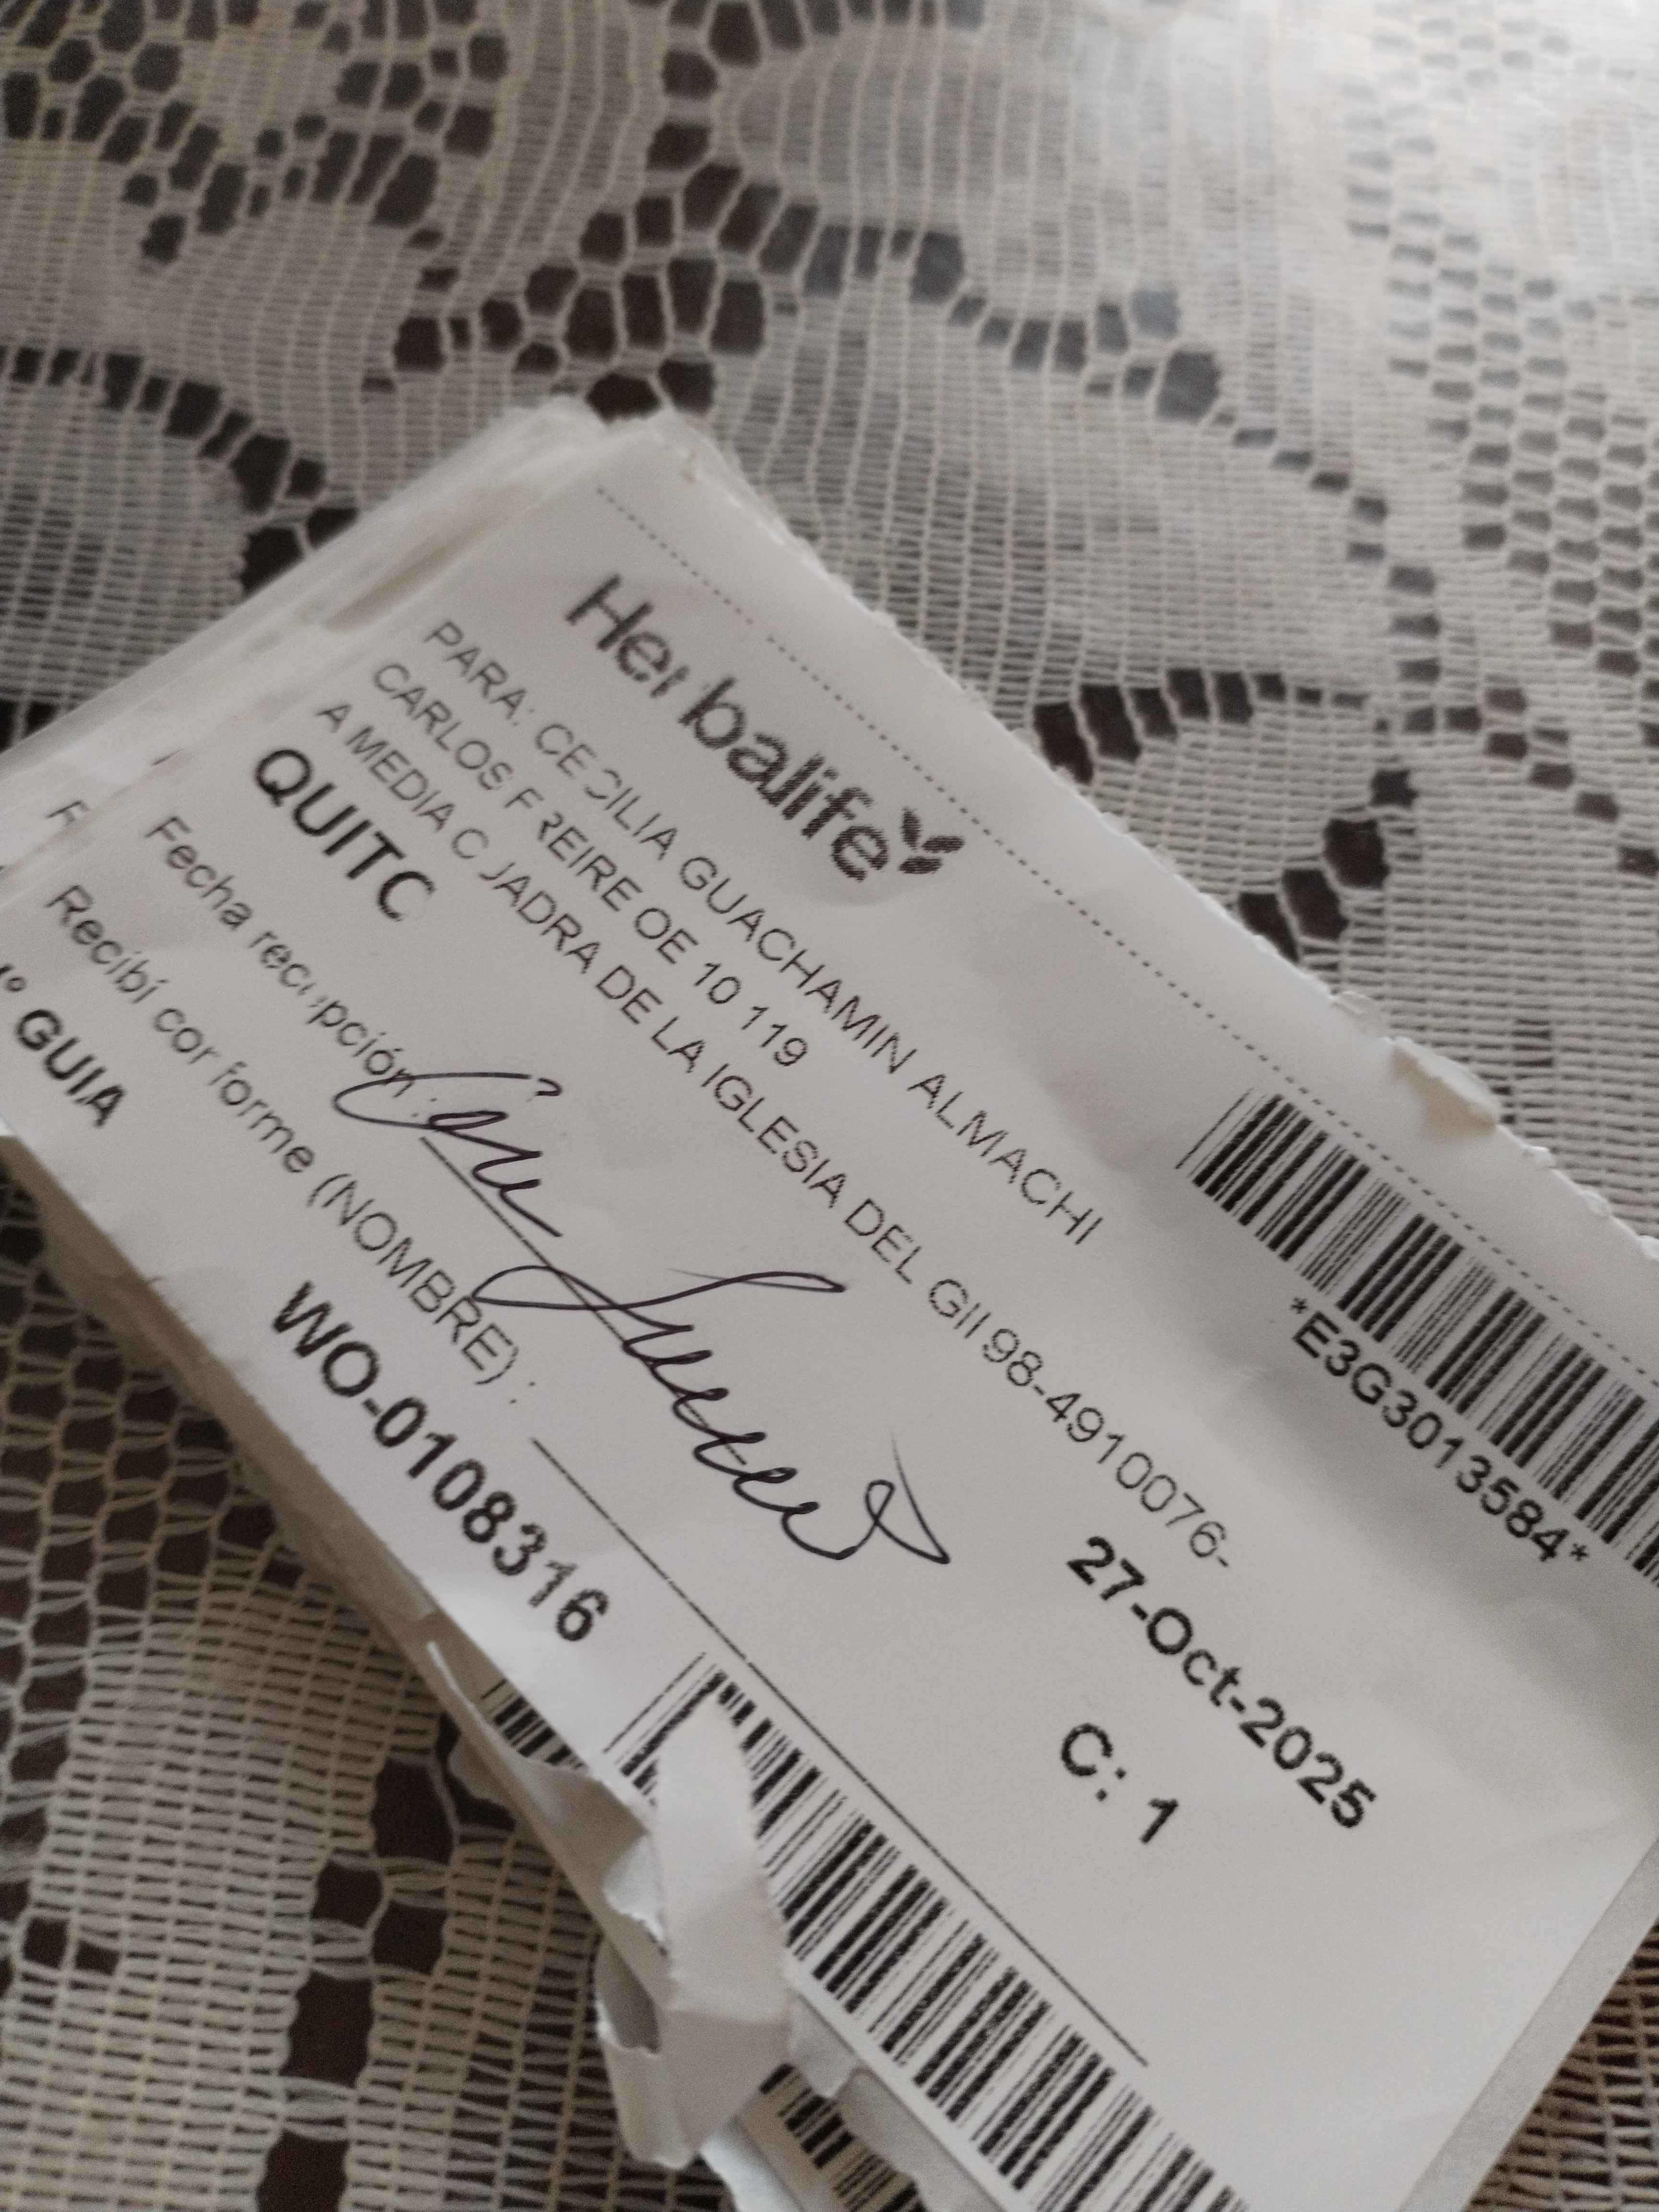 Herbalife
*E3G3013584*
PARA: CECILIA GUACHAMIN ALMACHI
CARLOS FREIRE OE 10 119
A MEDIA CUADRA DE LA IGLESIA DEL GII 98-4910076-
QUITO
27-Oct-2025
Fecha recepción:
C: 1
Recibí conforme (NOMBRE) :
GUIA
WO-0108316